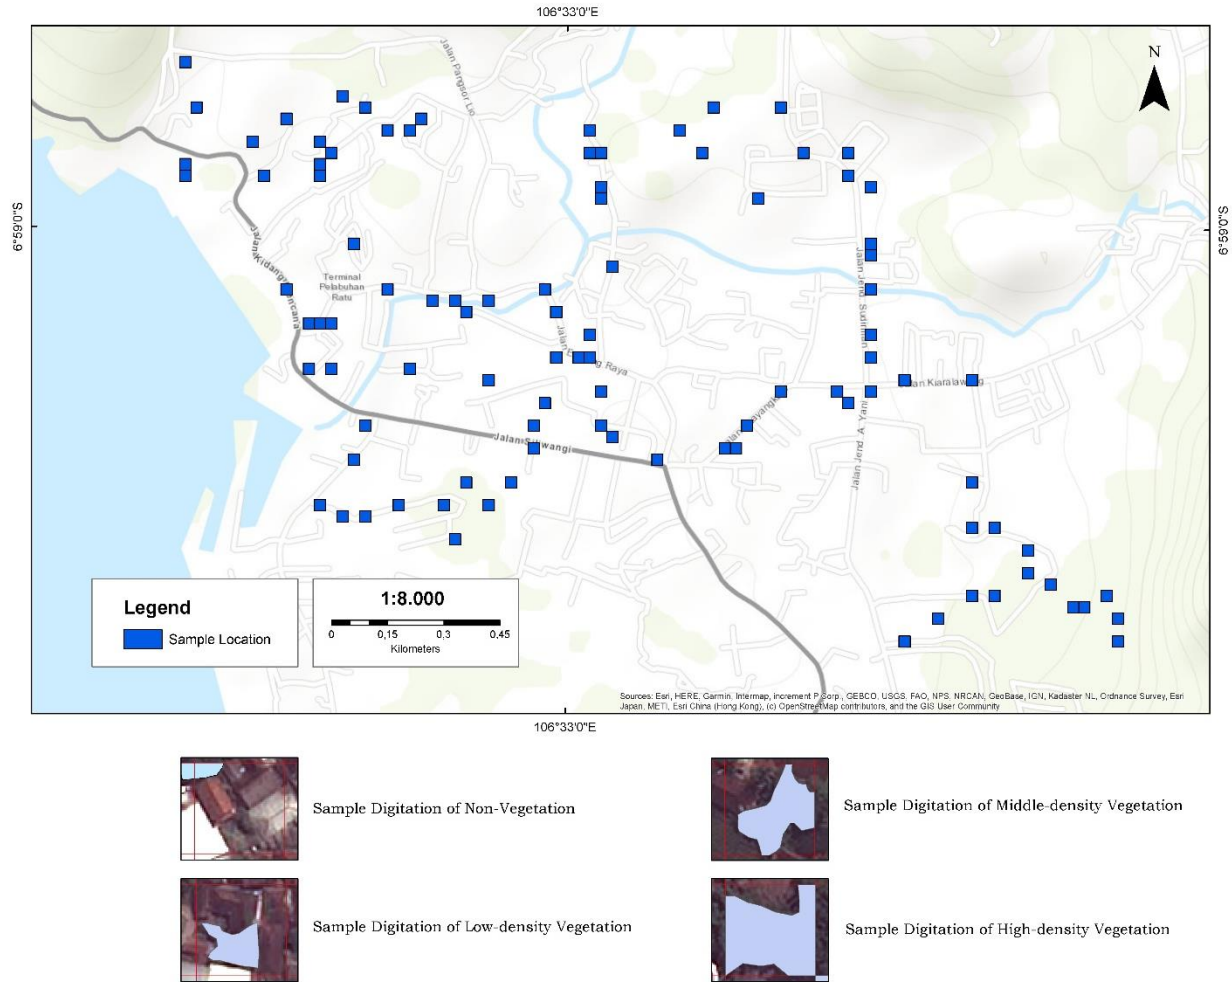 106°33'0"E
N
Jalan Pangsor Lio
6°59'0"S
6°59'0"S
Jalan
Terminal
Pelabuhan
Ratu
Jalan Jend Sudirman
Raya
Jalan Siliwangi
Jalan Jend A Yani
Legend
Sample Location
1:8.000
0 0,15 0,3 0,45
Kilometers
Sources: Esri, HERE, Garmin, Intermap, increment P Corp., GEBCO, USGS, FAO, NPS, NRCAN, GeoBase, IGN, Kadaster NL, Ordnance Survey, Esri
Japan, METI, Esri China (Hong Kong), (c) OpenStreetMap contributors, and the GIS User Community
106°33'0"E
Sample Digitation of Non-Vegetation
Sample Digitation of Middle-density Vegetation
Sample Digitation of Low-density Vegetation
Sample Digitation of High-density Vegetation